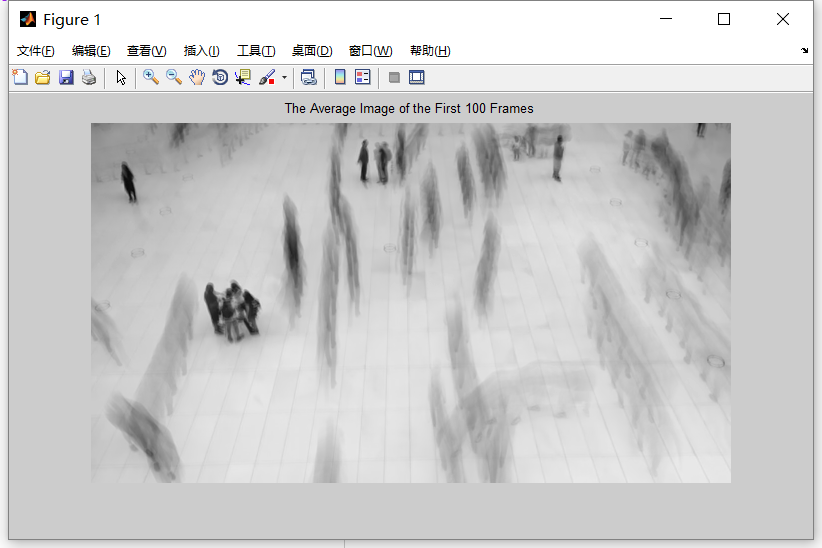 Figure 1
文件(F) 编辑(E) 查看(V) 插入(I) 工具(T) 桌面(D) 窗口(W) 帮助(H)
The Average Image of the First 100 Frames